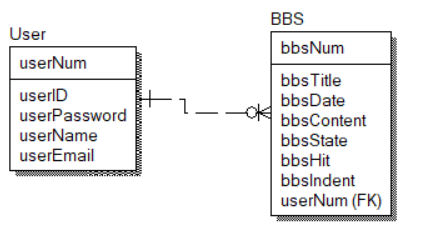 User
userNum
userID
userPassword
userName
userEmail
BBS
bbsNum
bbsTitle
bbsDate
bbsContent
bbsState
bbsHit
bbsIndent
userNum (FK)